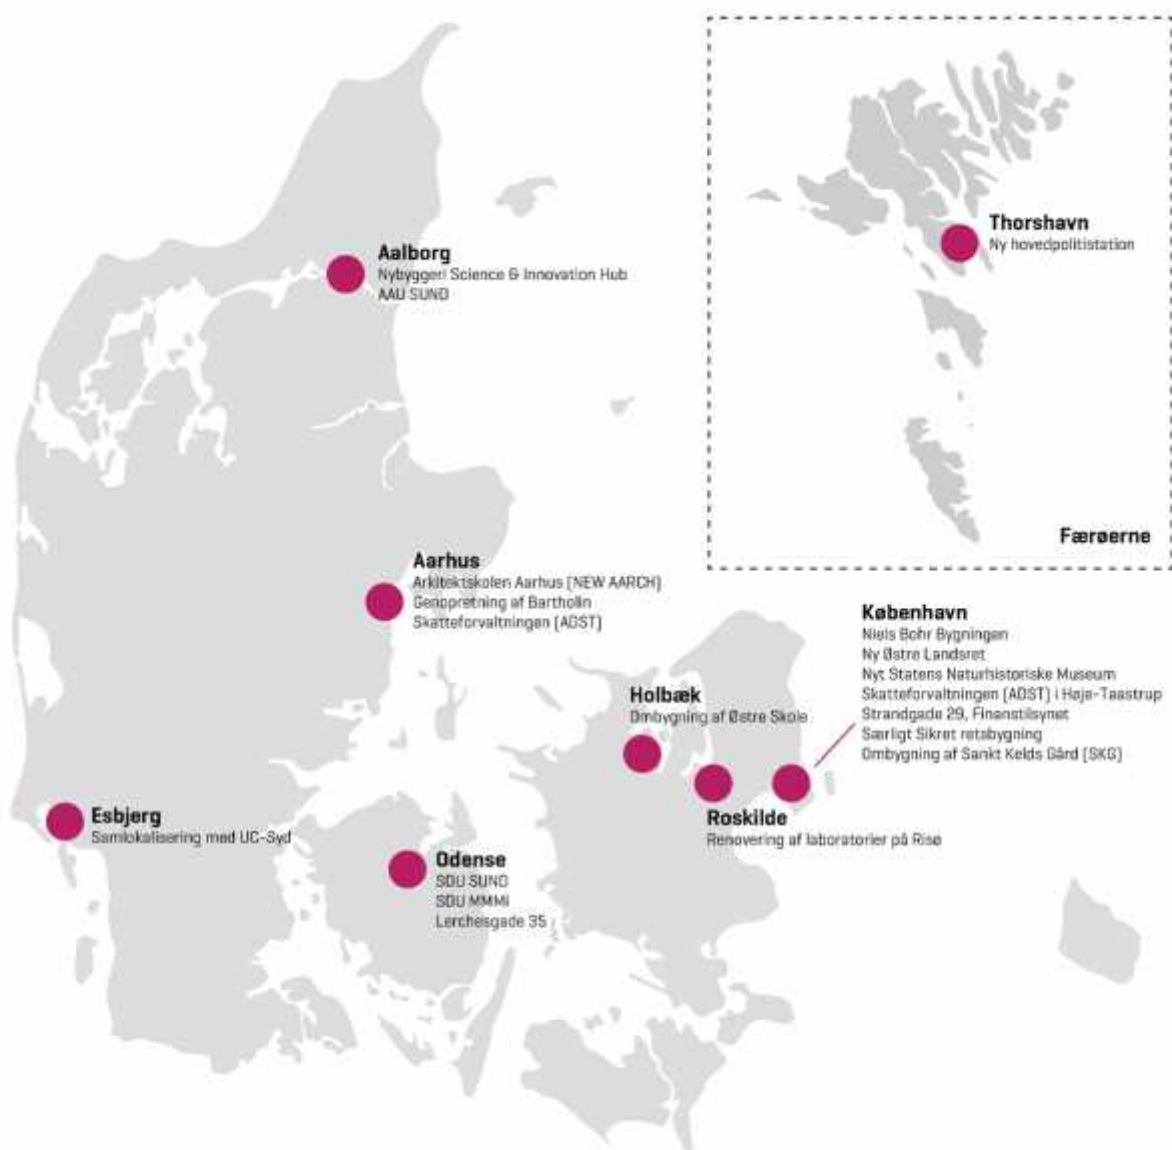 Thorshavn
Ny hovedpolitistation
Færøerne
Aalborg
Nybyggeri Science & Innovation Hub
AAU SUND
Aarhus
Arkitektskolen Aarhus (NEW AARCH)
Genopretning af Bartholin
Skatteforvaltningen (ADST)
København
Niels Bohr Bygningen
Ny Østre Landsret
Nyt Statens Naturhistoriske Museum
Skatteforvaltningen (ADST) i Høje-Taastrup
Strandgade 29, Finanstilsynet
Særligt Sikret retsbygning
Ombygning af Sankt Kelds Gård (SKG)
Holbæk
Ombygning af Østre Skole
Roskilde
Renovering af laboratorier på Risø
Esbjerg
Samlokalisering med UC-Syd
Odense
SDU SUND
SDU MMMI
Lerchesgade 35